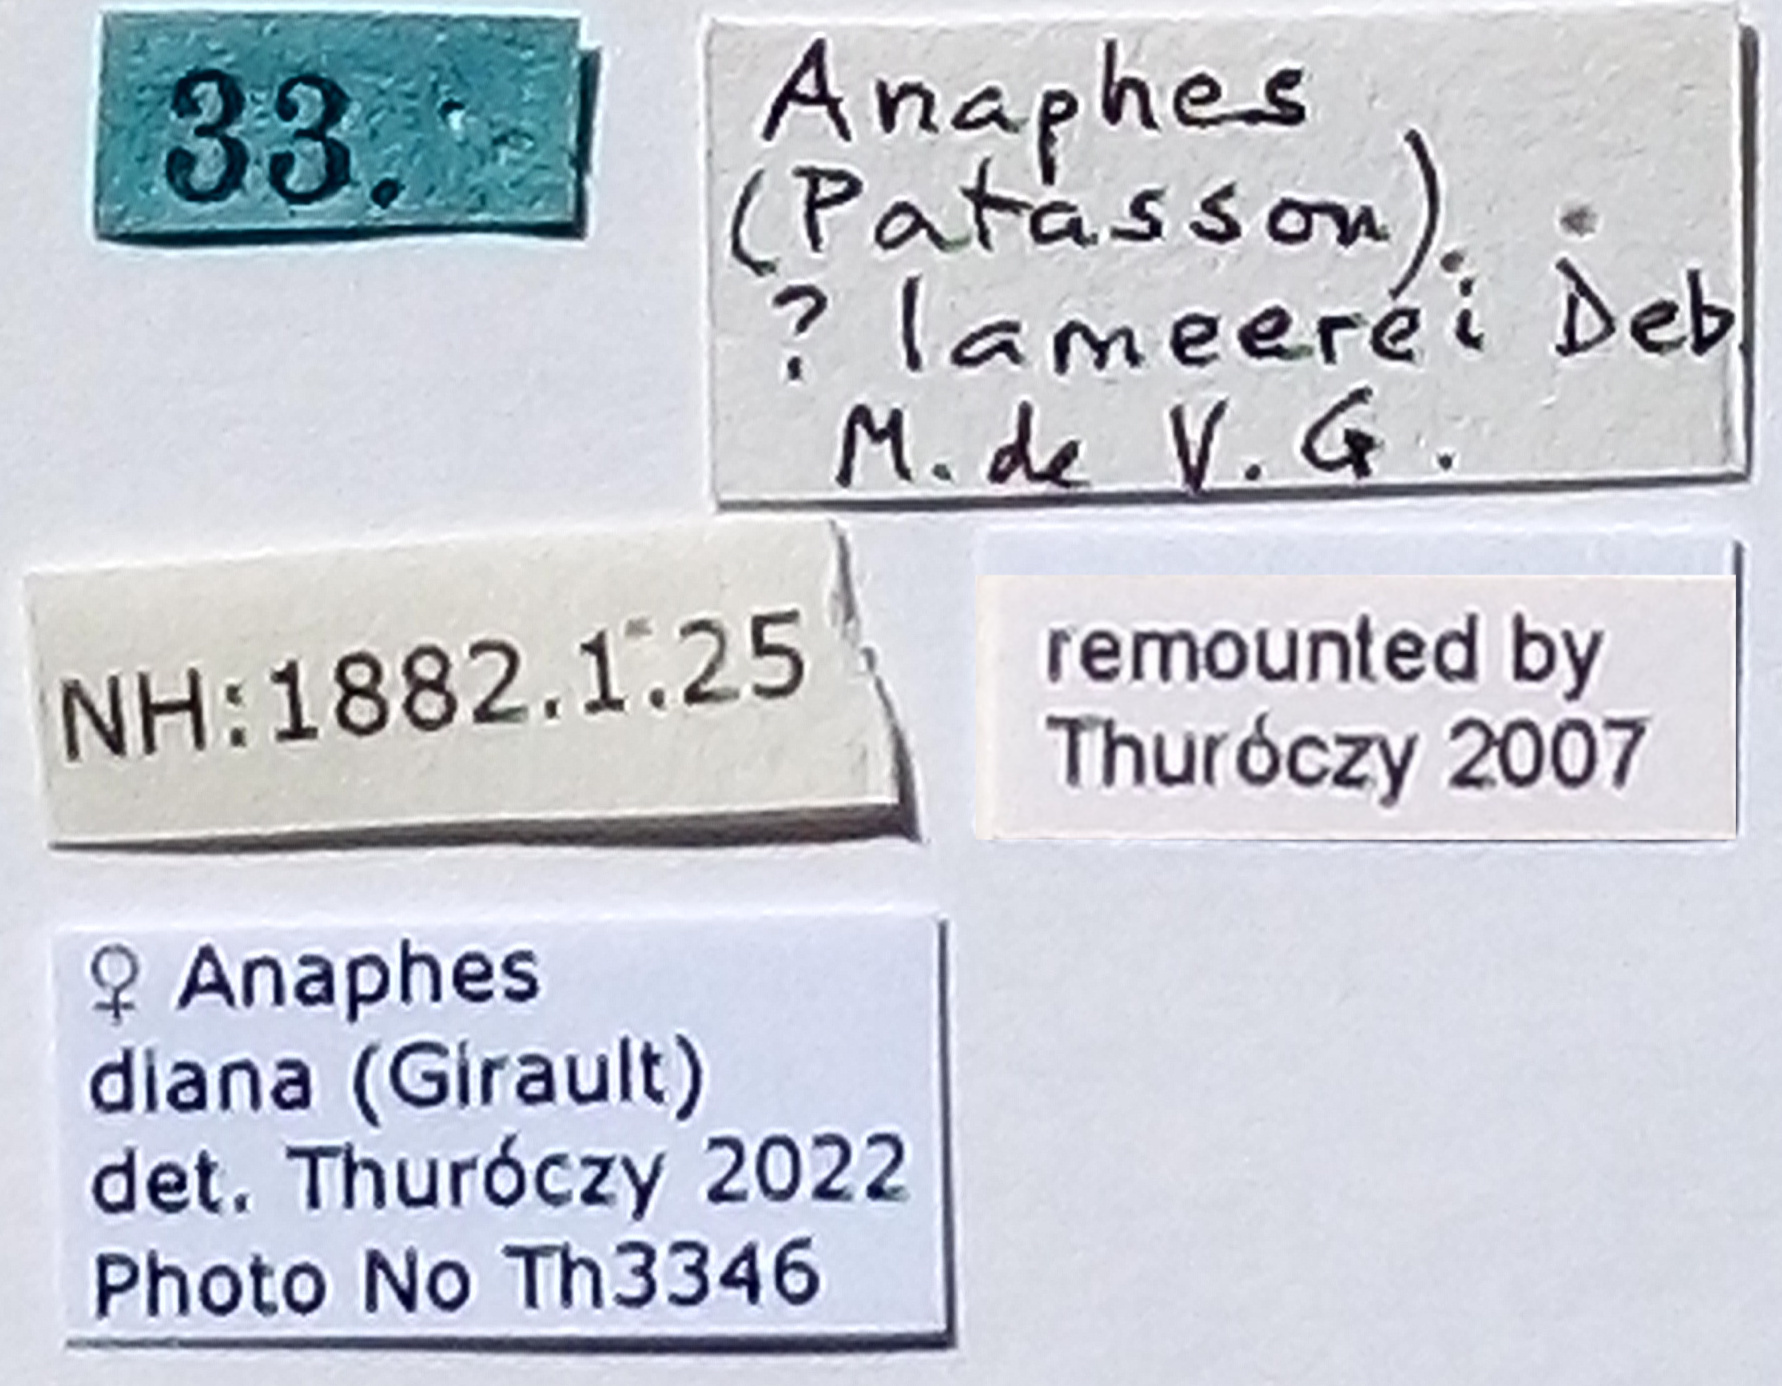 33.
Anaphes
(Patasson).
? lameerei Deb
M. de V. G.
NH:1882.1.25
remounted by
Thuróczy 2007
♀ Anaphes
diana (Girault)
det. Thuróczy 2022
Photo No Th3346